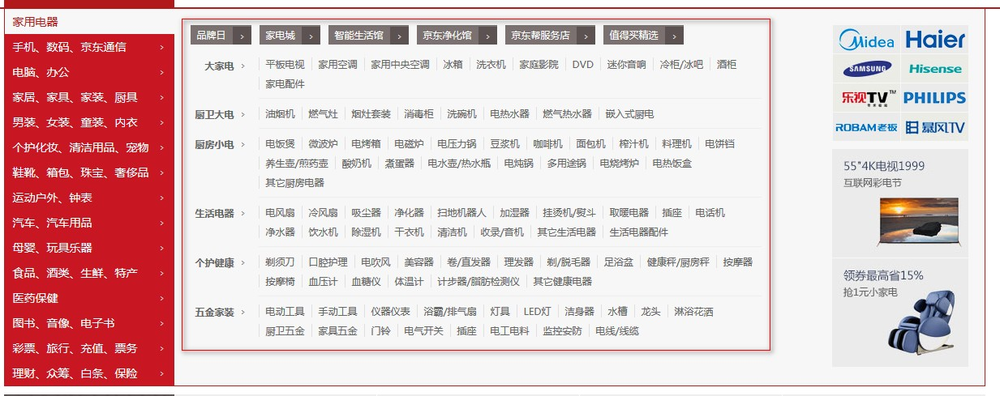 家用电器
手机、数码、京东通信 >
电脑、办公 >
家居、家具、家装、厨具 >
男装、女装、童装、内衣 >
个护化妆、清洁用品、宠物 >
鞋靴、箱包、珠宝、奢侈品 >
运动户外、钟表 >
汽车、汽车用品 >
母婴、玩具乐器 >
食品、酒类、生鲜、特产 >
医药保健 >
图书、音像、电子书 >
彩票、旅行、充值、票务 >
理财、众筹、白条、保险 >
品牌日 > 家电城 > 智能生活馆 > 京东净化馆 > 京东帮服务店 > 值得买精选 >
大家电 > 平板电视 家用空调 家用中央空调 冰箱 洗衣机 家庭影院 DVD 迷你音响 冷柜/冰吧 酒柜
家电配件
厨卫大电 > 油烟机 燃气灶 烟灶套装 消毒柜 洗碗机 电热水器 燃气热水器 嵌入式厨电
厨房小电 > 电饭煲 微波炉 电烤箱 电磁炉 电压力锅 豆浆机 咖啡机 面包机 榨汁机 料理机 电饼铛
养生壶/煎药壶 酸奶机 煮蛋器 电水壶/热水瓶 电炖锅 多用途锅 电烧烤炉 电热饭盒
其它厨房电器
生活电器 > 电风扇 冷风扇 吸尘器 净化器 扫地机器人 加湿器 挂烫机/熨斗 取暖电器 插座 电话机
净水器 饮水机 除湿机 干衣机 清洁机 收录/音机 其它生活电器 生活电器配件
个护健康 > 剃须刀 口腔护理 电吹风 美容器 卷/直发器 理发器 剃/脱毛器 足浴盆 健康秤/厨房秤 按摩器
按摩椅 血压计 血糖仪 体温计 计步器/脂肪检测仪 其它健康电器
五金家装 > 电动工具 手动工具 仪器仪表 浴霸/排气扇 灯具 LED灯 洁身器 水槽 龙头 淋浴花洒
厨卫五金 家具五金 门铃 电气开关 插座 电工电料 监控安防 电线/线缆
Midea Haier
SAMSUNG Hisense
乐视TV™ PHILIPS
ROBAM老板 暴风TV
55"4K电视1999
互联网彩电节
领券最高省15%
抢1元小家电